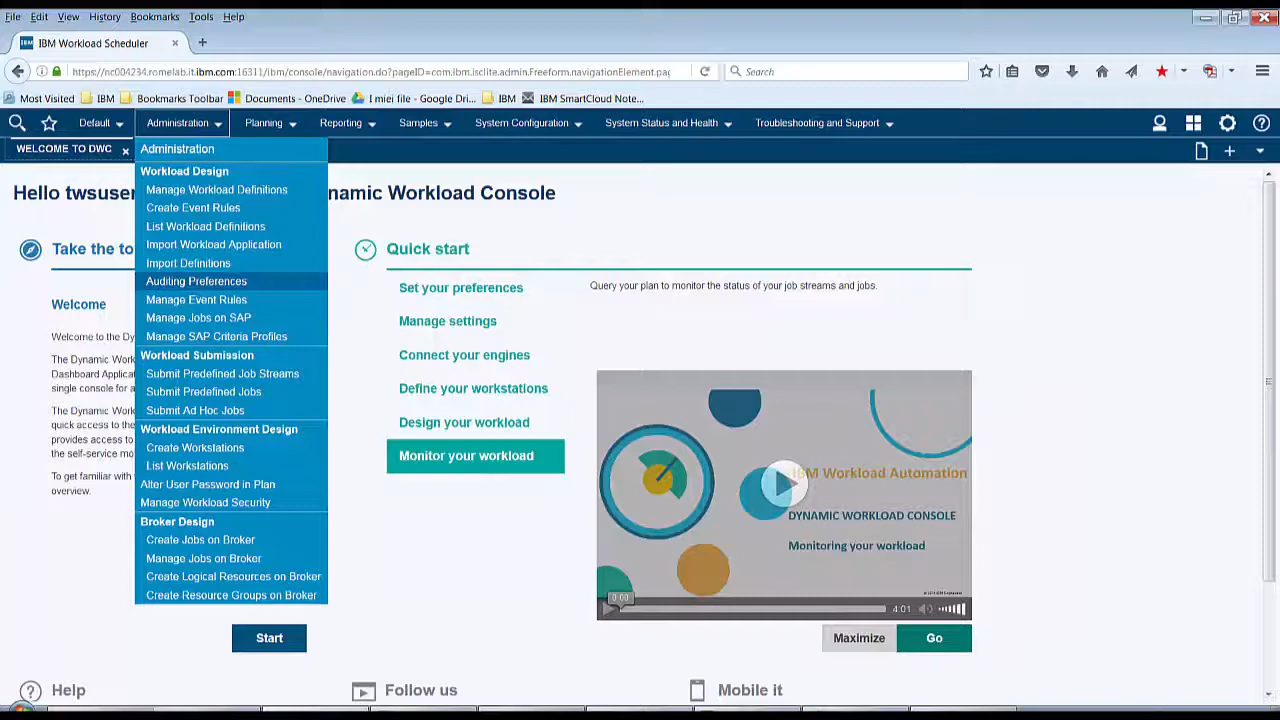 File Edit View History Bookmarks Tools Help
IBM Workload Scheduler
https://nc004234.romelab.it.ibm.com:16311/ibm/console/navigation.do?pageID=com.ibm.isclite.admin.Freeform.navigationElement.pag
Search
Most Visited IBM Bookmarks Toolbar Documents - OneDrive I miei file - Google Dri... IBM IBM SmartCloud Note...
Default Administration Planning Reporting Samples System Configuration System Status and Health Troubleshooting and Support
WELCOME TO DWC
Administration
Workload Design
Manage Workload Definitions
Create Event Rules
List Workload Definitions
Import Workload Application
Import Definitions
Auditing Preferences
Manage Event Rules
Manage Jobs on SAP
Manage SAP Criteria Profiles
Workload Submission
Submit Predefined Job Streams
Submit Predefined Jobs
Submit Ad Hoc Jobs
Workload Environment Design
Create Workstations
List Workstations
Alter User Password in Plan
Manage Workload Security
Broker Design
Create Jobs on Broker
Manage Jobs on Broker
Create Logical Resources on Broker
Create Resource Groups on Broker
Hello twsuser namic Workload Console
Take the to
Welcome
Welcome to the Dy
The Dynamic Work
Dashboard Applica
single console for a
The Dynamic Work
quick access to the
provides access to
the self-service mo
To get familiar with
overview.
Start
Quick start
Set your preferences
Manage settings
Connect your engines
Define your workstations
Design your workload
Monitor your workload
Query your plan to monitor the status of your job streams and jobs.
IBM Workload Automation
DYNAMIC WORKLOAD CONSOLE
Monitoring your workload
0:00
4:01
Maximize Go
Help Follow us Mobile it